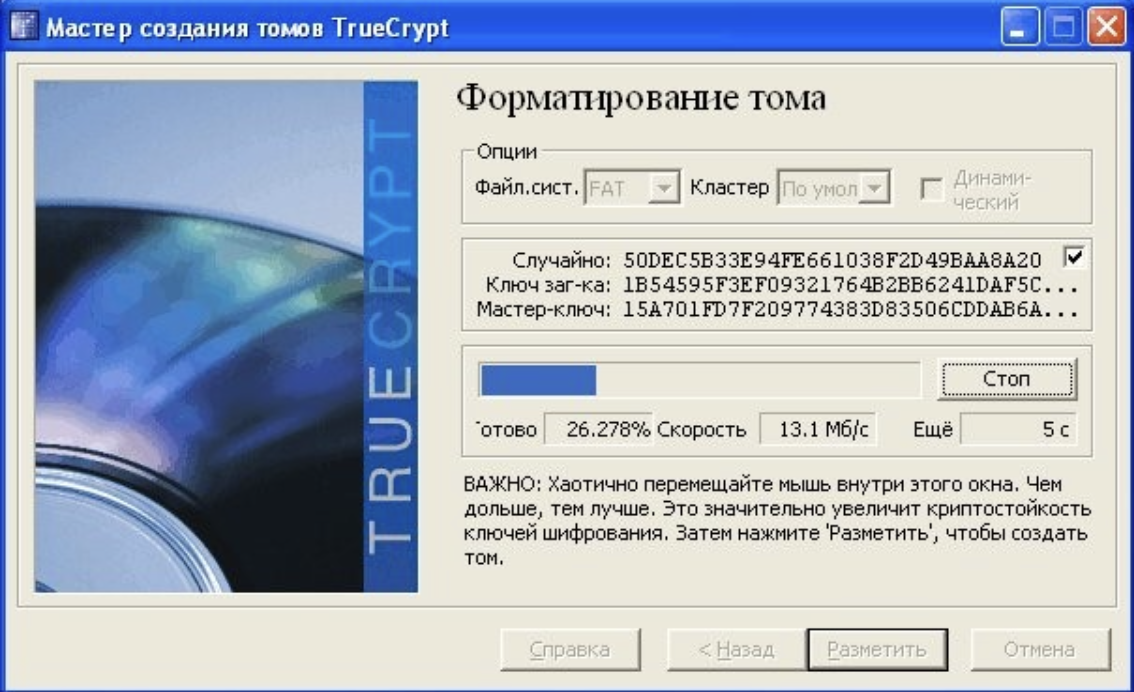 Мастер создания томов TrueCrypt
TRUECRYPT
Форматирование тома
Опции
Файл.сист. FAT Кластер По умол Динами-
ческий
Случайно: 50DEC5B33E94FE661038F2D49BAA8A20
Ключ заг-ка: 1B54595F3EF09321764B2BB6241DAF5C...
Мастер-ключ: 15A701FD7F209774383D83506CDDAB6A...
Стоп
отово 26.278% Скорость 13.1 Мб/с Ещё 5 с
ВАЖНО: Хаотично перемещайте мышь внутри этого окна. Чем
дольше, тем лучше. Это значительно увеличит криптостойкость
ключей шифрования. Затем нажмите 'Разметить', чтобы создать
том.
Справка < Назад Разметить Отмена